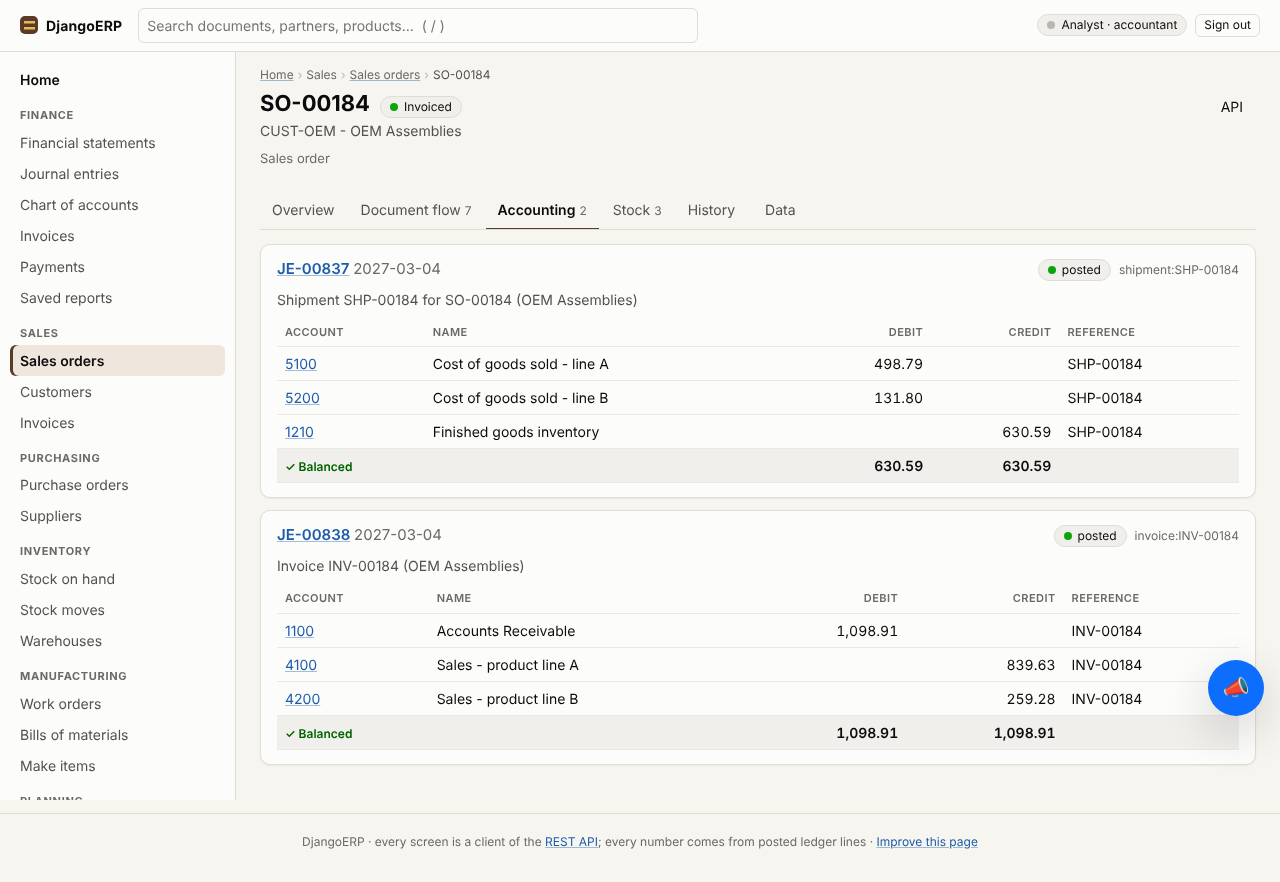 DjangoERP
Search documents, partners, products... ( / )
Analyst · accountant
Sign out
Home
FINANCE
Financial statements
Journal entries
Chart of accounts
Invoices
Payments
Saved reports
SALES
Sales orders
Customers
Invoices
PURCHASING
Purchase orders
Suppliers
INVENTORY
Stock on hand
Stock moves
Warehouses
MANUFACTURING
Work orders
Bills of materials
Make items
PLANNING
Home › Sales › Sales orders › SO-00184
SO-00184 Invoiced
API
CUST-OEM - OEM Assemblies
Sales order
Overview Document flow 7 Accounting 2 Stock 3 History Data
JE-00837 2027-03-04 posted shipment:SHP-00184
Shipment SHP-00184 for SO-00184 (OEM Assemblies)
ACCOUNT NAME DEBIT CREDIT REFERENCE
5100 Cost of goods sold - line A 498.79 SHP-00184
5200 Cost of goods sold - line B 131.80 SHP-00184
1210 Finished goods inventory 630.59 SHP-00184
✓ Balanced 630.59 630.59
JE-00838 2027-03-04 posted invoice:INV-00184
Invoice INV-00184 (OEM Assemblies)
ACCOUNT NAME DEBIT CREDIT REFERENCE
1100 Accounts Receivable 1,098.91 INV-00184
4100 Sales - product line A 839.63 INV-00184
4200 Sales - product line B 259.28 INV-00184
✓ Balanced 1,098.91 1,098.91
DjangoERP · every screen is a client of the REST API; every number comes from posted ledger lines · Improve this page